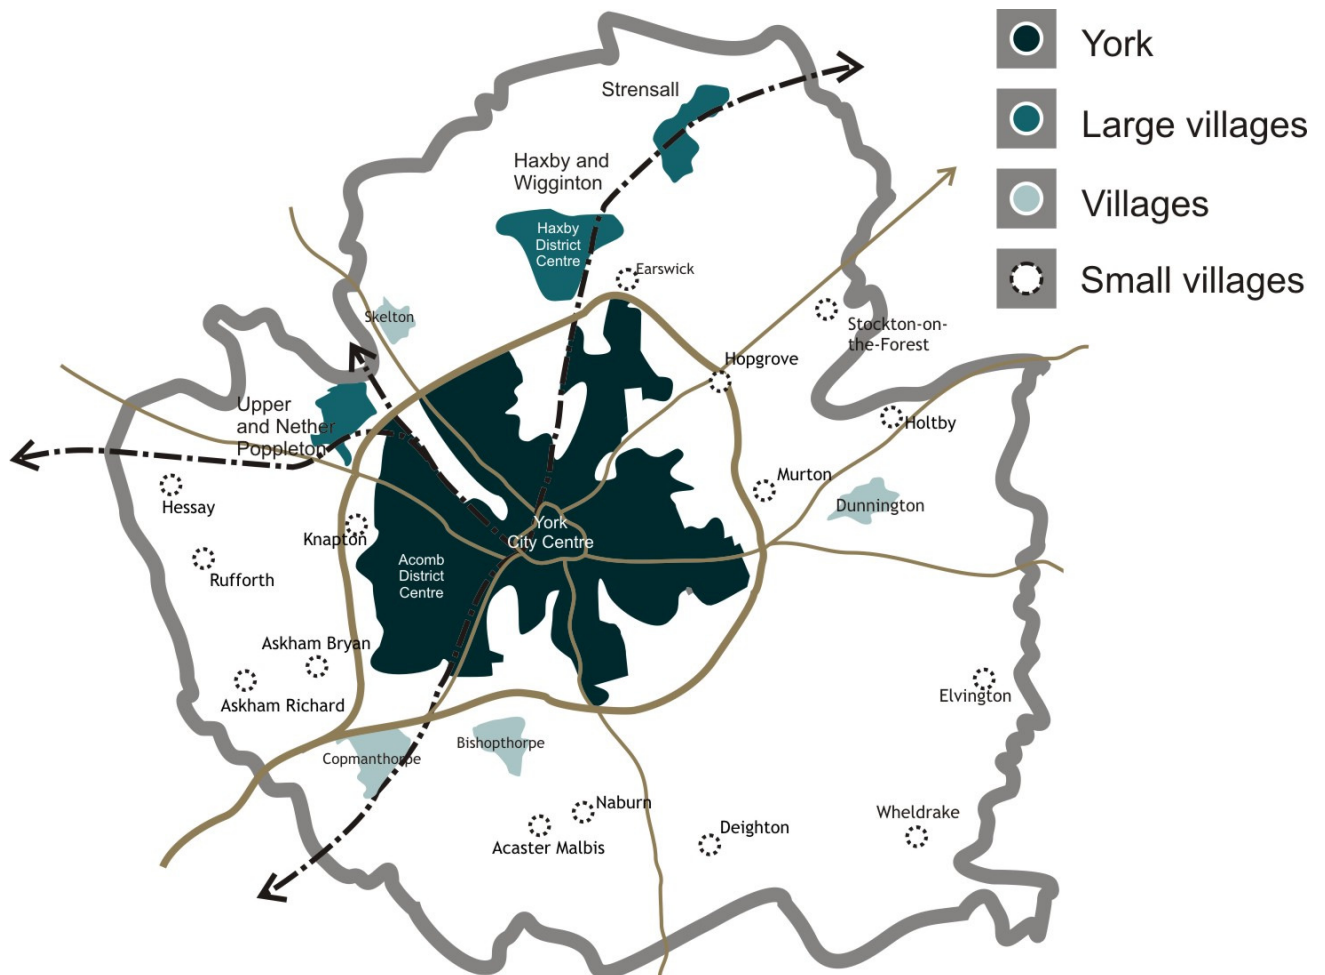 York
Large villages
Villages
Small villages
Strensall
Haxby and
Wigginton
Haxby
District
Centre
Earswick
Skelton
Stockton-on-
the-Forest
Hopgrove
Upper
and Nether
Poppleton
Holtby
Murton
Dunnington
Hessay
Knapton
York
City Centre
Rufforth
Acomb
District
Centre
Askham Bryan
Askham Richard
Elvington
Copmanthorpe
Bishopthorpe
Naburn
Acaster Malbis
Deighton
Wheldrake